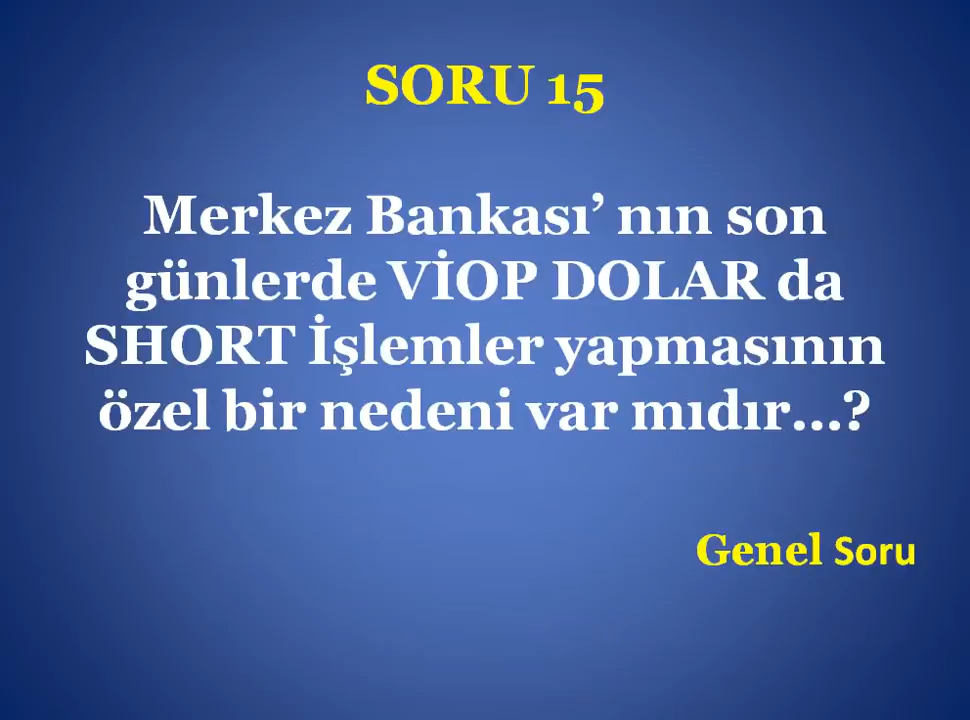 SORU 15
Merkez Bankası’ nın son
günlerde VİOP DOLAR da
SHORT İşlemler yapmasının
özel bir nedeni var mıdır…?
Genel Soru